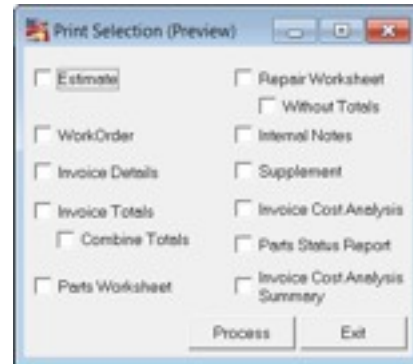 Print Selection (Preview)
Estimate
Repair Worksheet
Without Totals
WorkOrder
Internal Notes
Invoice Details
Supplement
Invoice Totals
Invoice Cost Analysis
Combine Totals
Parts Status Report
Parts Worksheet
Invoice Cost Analysis
Summary
Process
Exit